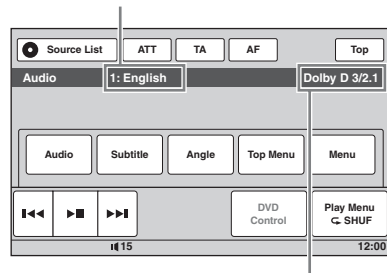 Source List ATT TA AF Top
Audio 1: English Dolby D 3/2.1
Audio Subtitle Angle Top Menu Menu
DVD Control Play Menu SHUF
15 12:00